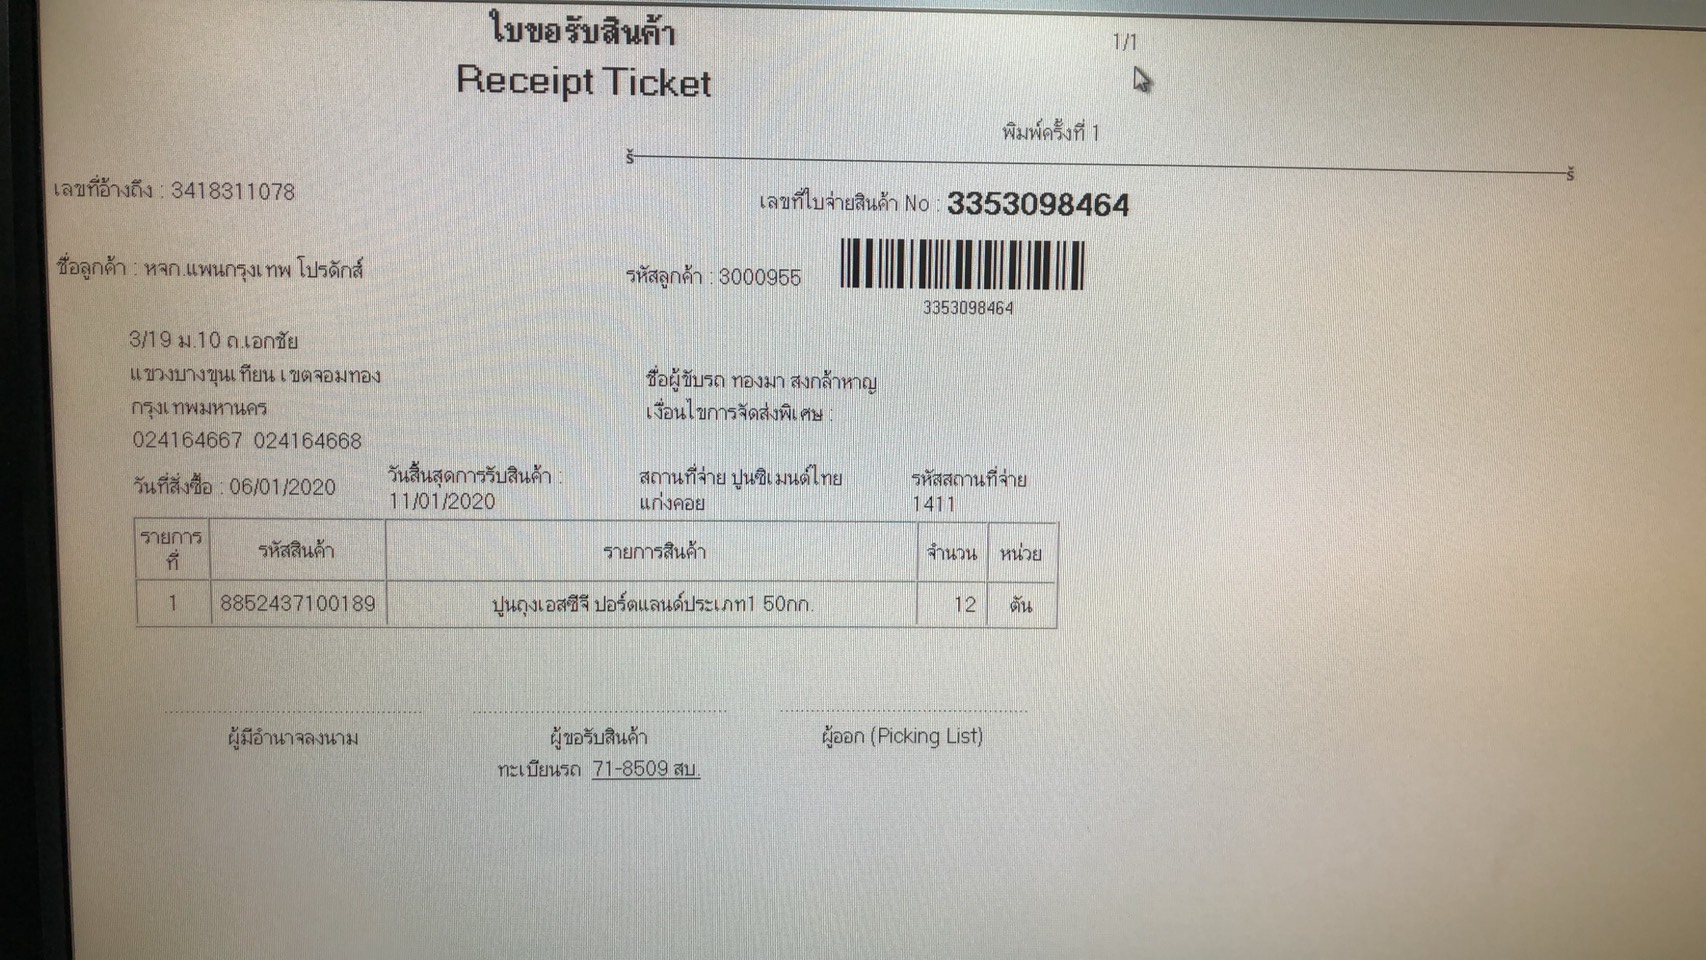 ใบขอรับสินค้า
1/1
Receipt Ticket
พิมพ์ครั้งที่ 1
เลขที่อ้างถึง : 3418311078
เลขที่ใบจ่ายสินค้า No : 3353098464
ชื่อลูกค้า : หจก.แพนกรุงเทพ โปรดักส์
รหัสลูกค้า : 3000955
3353098464
3/19 ม.10 ถ.เอกชัย
แขวงบางขุนเทียน เขตจอมทอง
กรุงเทพมหานคร
024164667 024164668
ชื่อผู้ขับรถ ทองมา สงกล้าหาญ
เงื่อนไขการจัดส่งพิเศษ :
วันที่สั่งซื้อ : 06/01/2020
วันสิ้นสุดการรับสินค้า :
11/01/2020
สถานที่จ่าย ปูนซิเมนต์ไทย
แก่งคอย
รหัสสถานที่จ่าย
1411
รายการ
ที่
รหัสสินค้า
รายการสินค้า
จำนวน
หน่วย
1 8852437100189 ปูนถุงเอสซีจี ปอร์ตแลนด์ประเภท1 50กก. 12 ตัน
ผู้มีอำนาจลงนาม
ผู้ขอรับสินค้า
ผู้ออก (Picking List)
ทะเบียนรถ 71-8509 สบ.